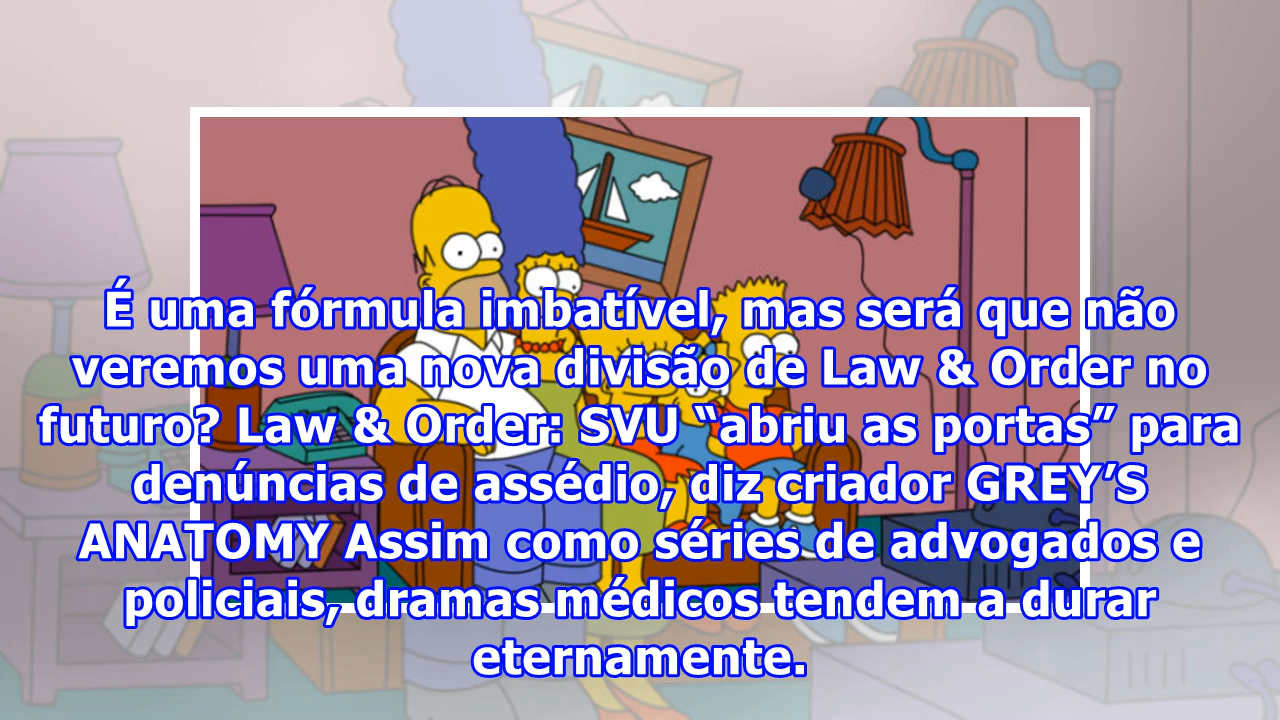 É uma fórmula imbatível, mas será que não
veremos uma nova divisão de Law & Order no
futuro? Law & Order: SVU “abriu as portas” para
denúncias de assédio, diz criador GREY’S
ANATOMY Assim como séries de advogados e
policiais, dramas médicos tendem a durar
eternamente.